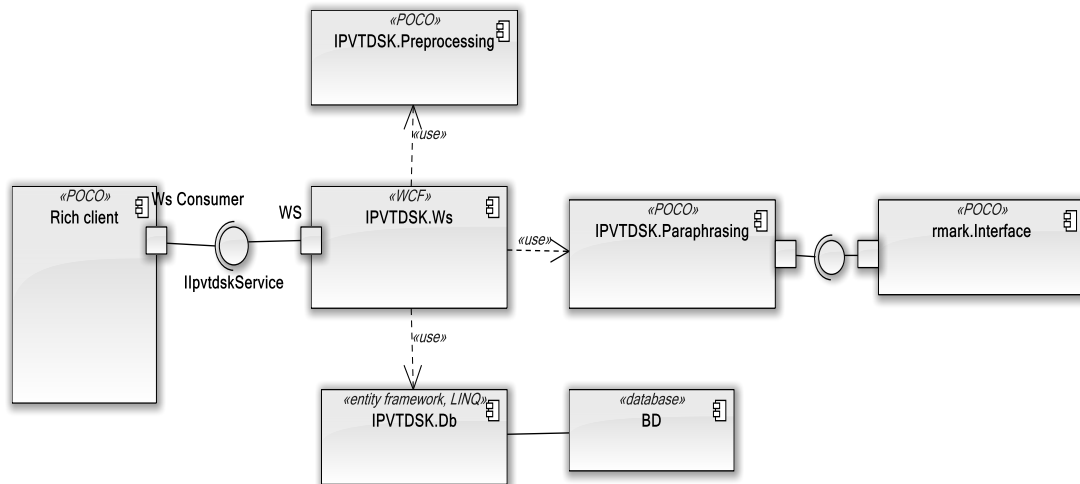 «POCO»
IPVTDSK.Preprocessing
«use»
«POCO»
Rich client
Ws Consumer
IIpvtdskService
WS
«WCF»
IPVTDSK.Ws
«use»
«POCO»
IPVTDSK.Paraphrasing
«POCO»
rmark.Interface
«use»
«entity framework, LINQ»
IPVTDSK.Db
«database»
BD